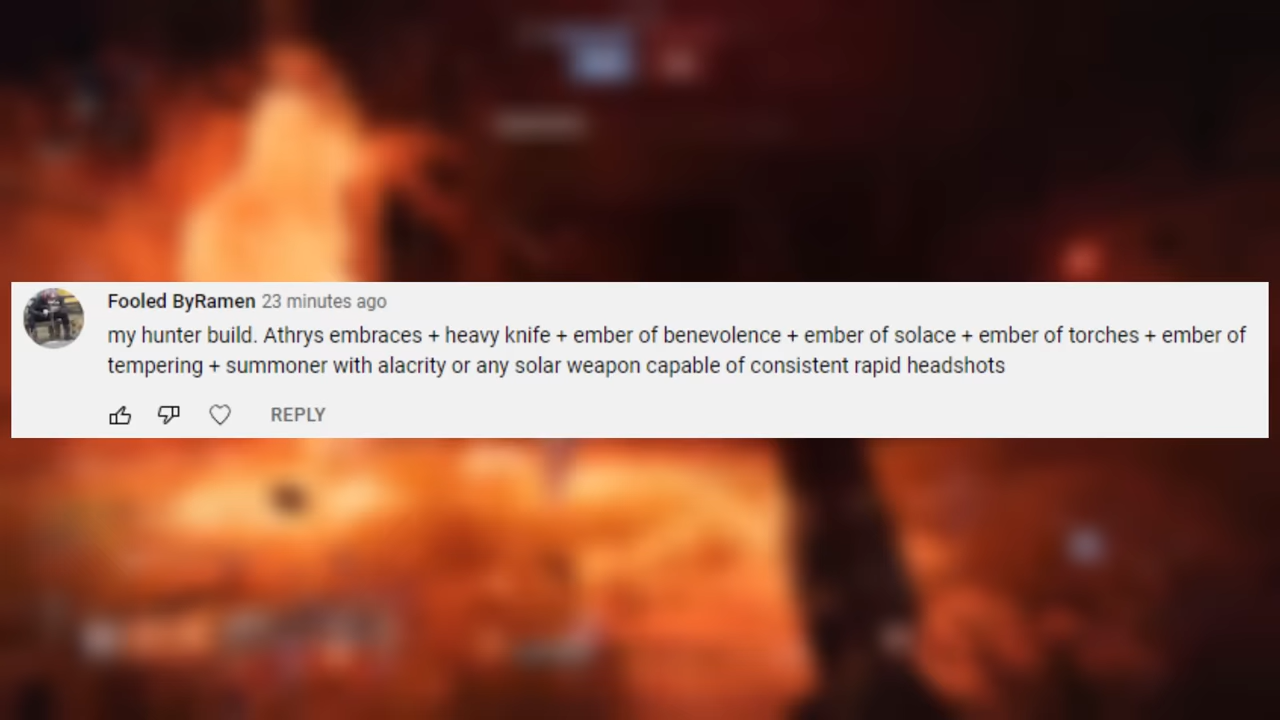 Fooled ByRamen 23 minutes ago
my hunter build. Athrys embraces + heavy knife + ember of benevolence + ember of solace + ember of torches + ember of
tempering + summoner with alacrity or any solar weapon capable of consistent rapid headshots
REPLY